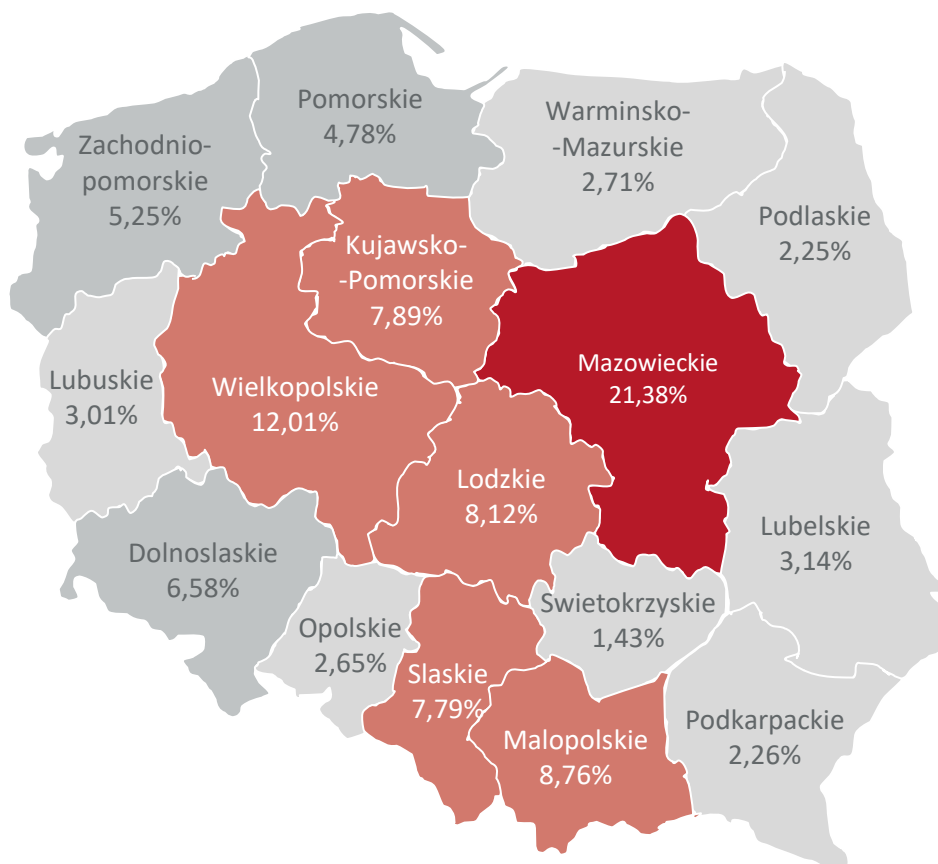 Pomorskie
4,78%
Warminsko-
-Mazurskie
2,71%
Zachodnio-
pomorskie
5,25%
Podlaskie
2,25%
Kujawsko-
-Pomorskie
7,89%
Mazowieckie
21,38%
Lubuskie
3,01%
Wielkopolskie
12,01%
Lodzkie
8,12%
Lubelskie
3,14%
Dolnoslaskie
6,58%
Swietokrzyskie
1,43%
Opolskie
2,65%
Slaskie
7,79%
Malopolskie
8,76%
Podkarpackie
2,26%